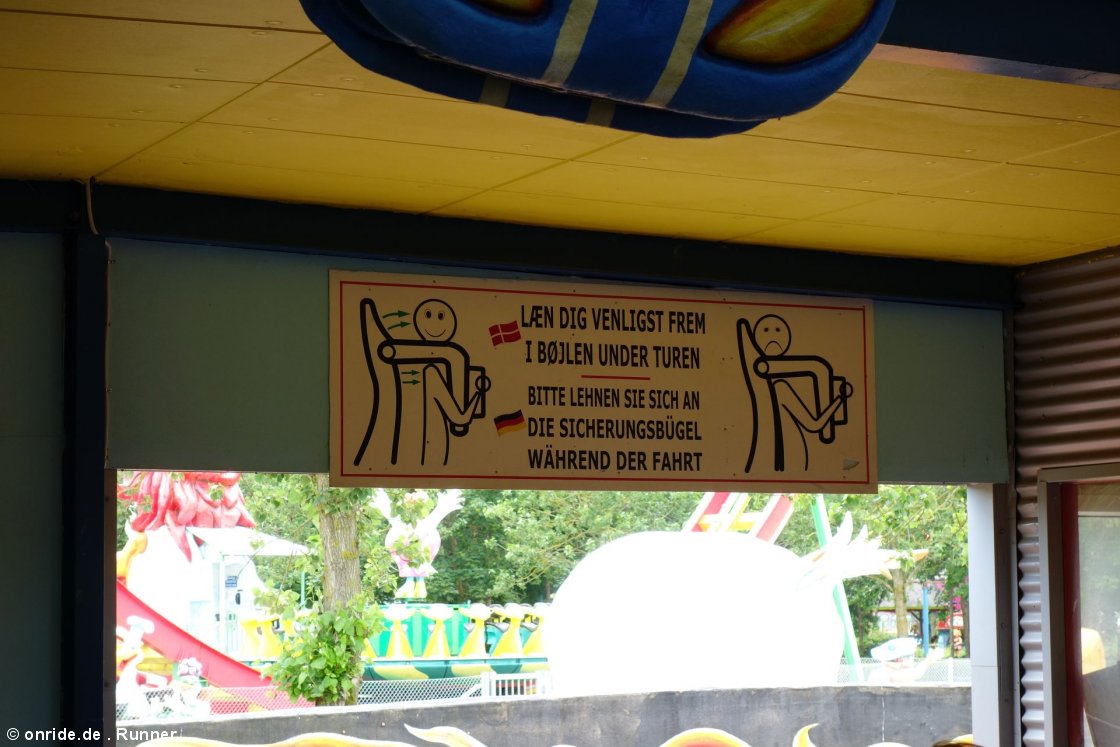 LÆN DIG VENLIGST FREM
I BØJLEN UNDER TUREN
BITTE LEHNEN SIE SICH AN
DIE SICHERUNGSBÜGEL
WÄHREND DER FAHRT
© onride.de . Runner